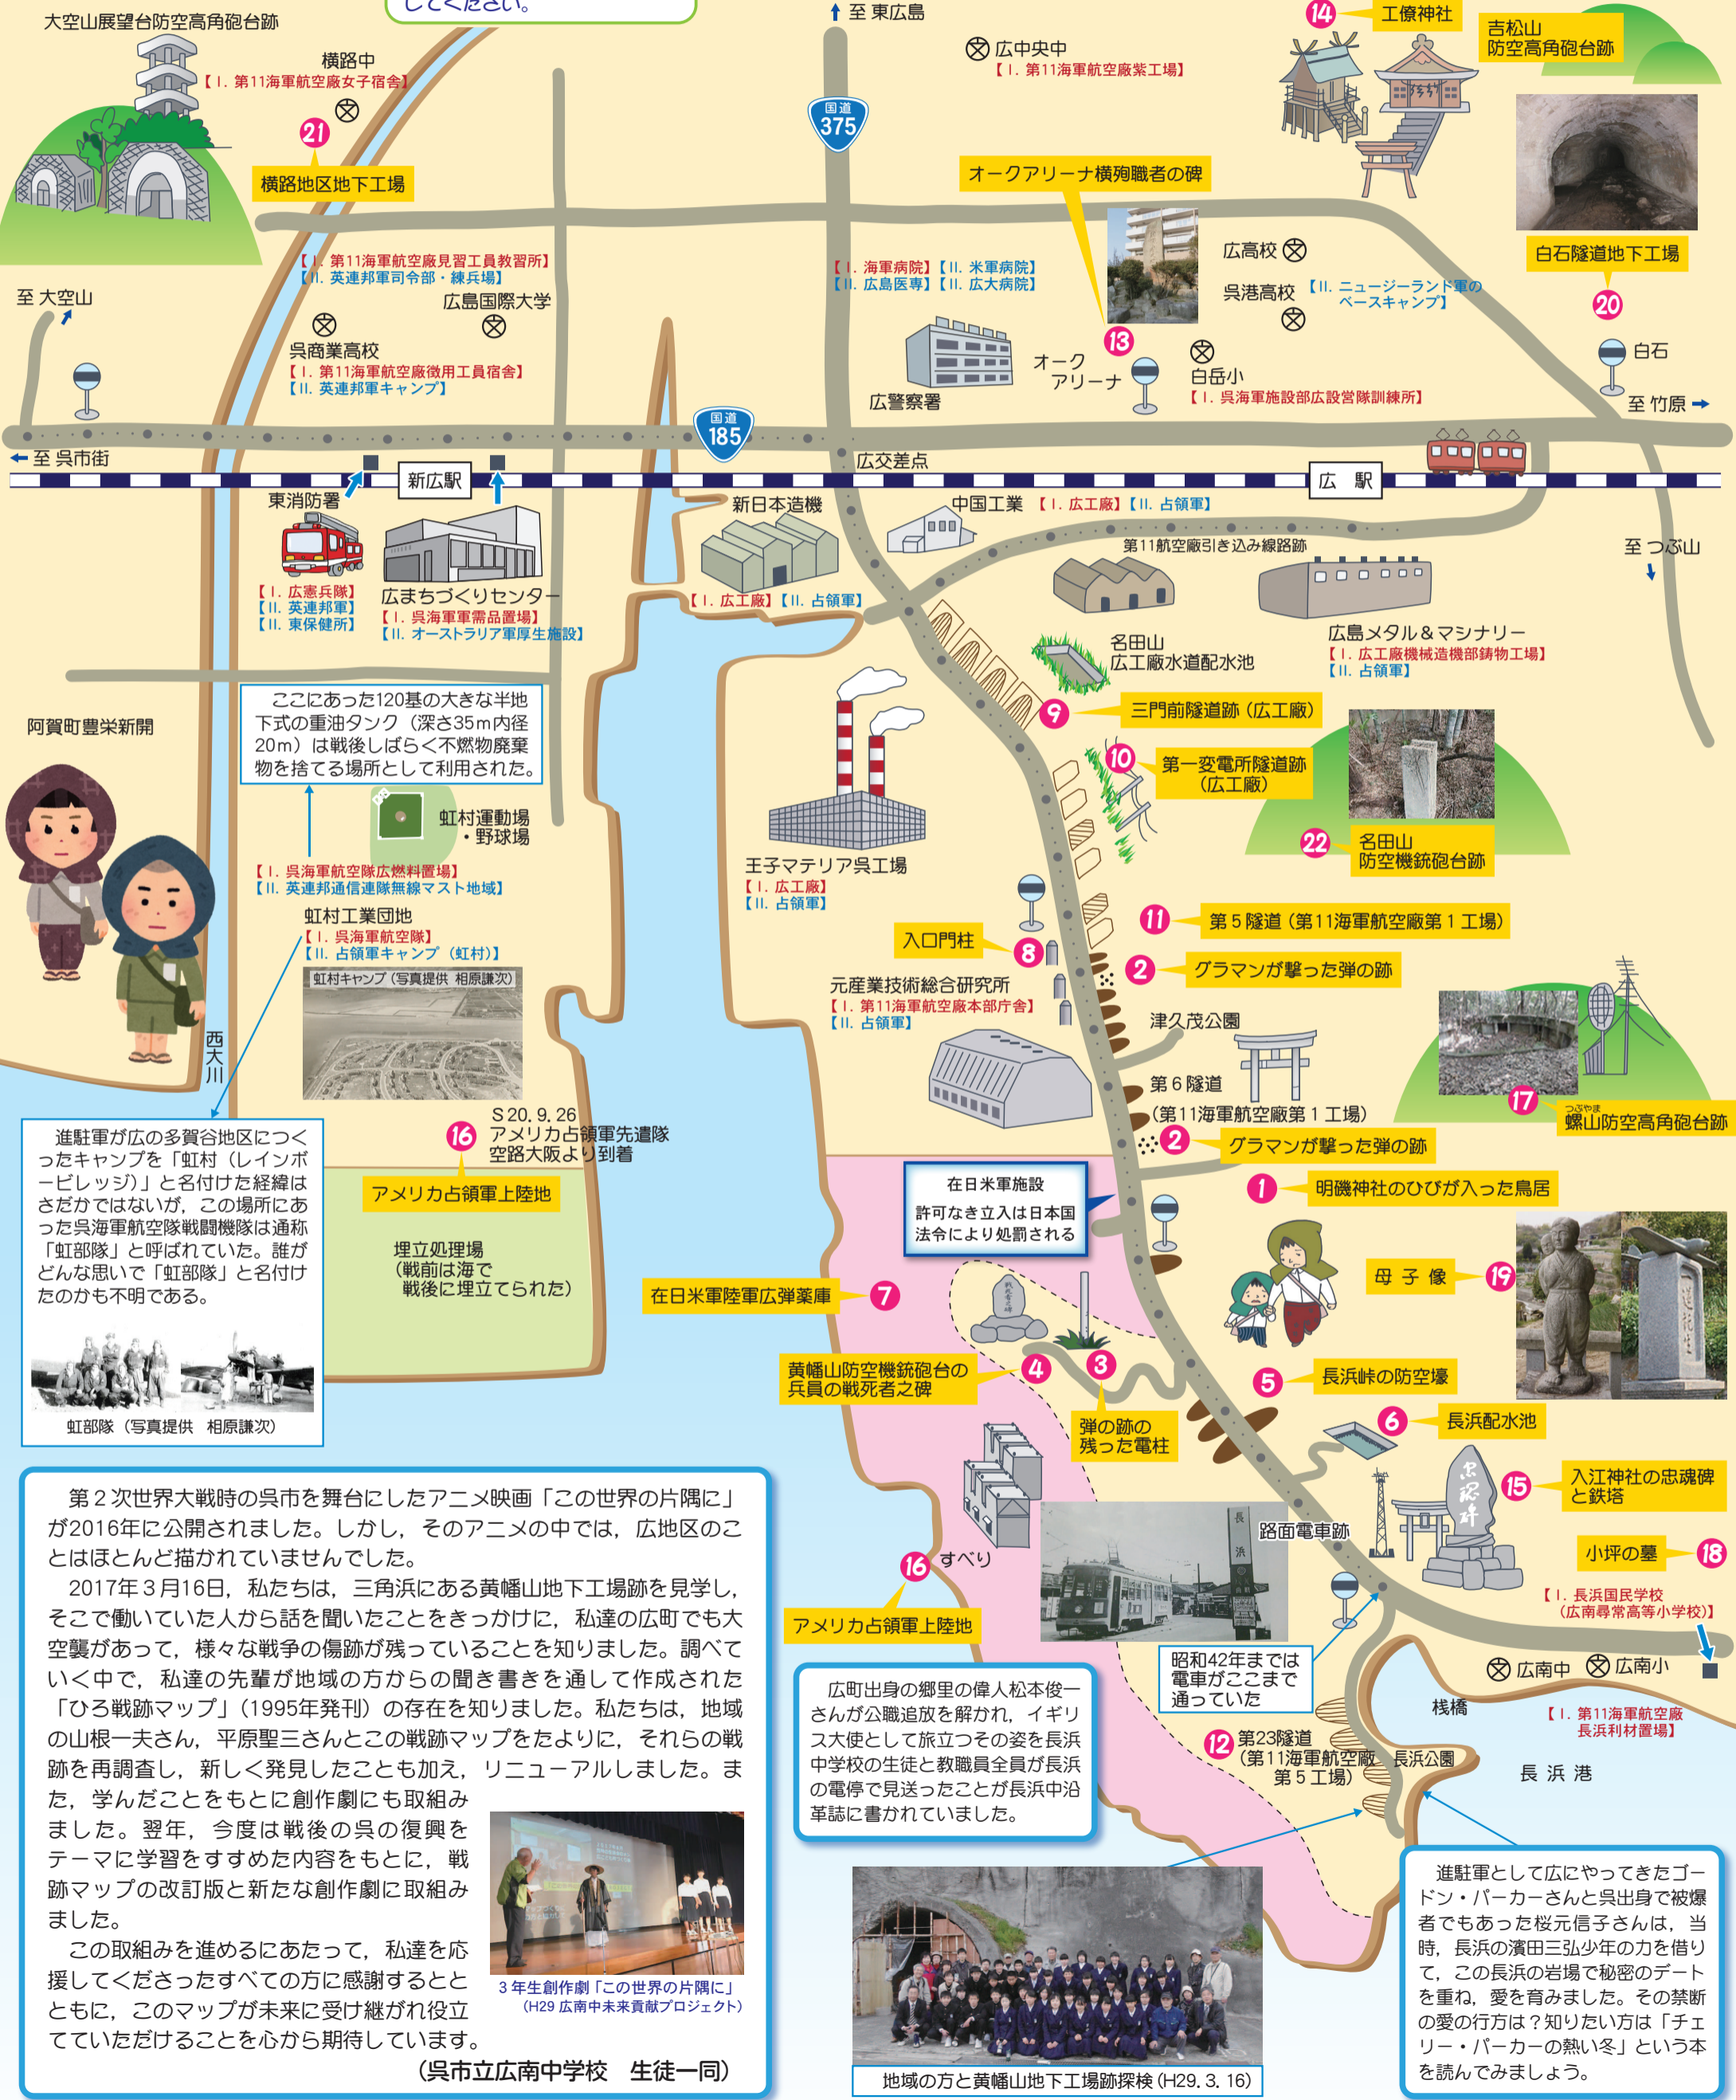 してください。
大空山展望台防空高角砲台跡
横路中
【Ⅰ. 第11海軍航空廠女子宿舎】
21
横路地区地下工場
至 東広島
国道
375
広中央中
【Ⅰ. 第11海軍航空廠紫工場】
14 工僚神社
吉松山
防空高角砲台跡
オークアリーナ横殉職者の碑
13
広高校
呉港高校
【Ⅱ. ニュージーランド軍の
ベースキャンプ】
白石隧道地下工場
20
白石
至 竹原
至 大空山
【Ⅰ. 第11海軍航空廠見習工員教習所】
【Ⅱ. 英連邦軍司令部・練兵場】
広島国際大学
呉商業高校
【Ⅰ. 第11海軍航空廠徴用工員宿舎】
【Ⅱ. 英連邦軍キャンプ】
【Ⅰ. 海軍病院】【Ⅱ. 米軍病院】
【Ⅱ. 広島医専】【Ⅱ. 広大病院】
広警察署
オーク
アリーナ
白岳小
【Ⅰ. 呉海軍施設部広設営隊訓練所】
国道
185
至 呉市街
新広駅
広交差点
広 駅
東消防署
【Ⅰ. 広憲兵隊】
【Ⅱ. 英連邦軍】
【Ⅱ. 東保健所】
広まちづくりセンター
【Ⅰ. 呉海軍軍需品置場】
【Ⅱ. オーストラリア軍厚生施設】
新日本造機
【Ⅰ. 広工廠】【Ⅱ. 占領軍】
中国工業 【Ⅰ. 広工廠】【Ⅱ. 占領軍】
第11航空廠引き込み線路跡
至 つぶ山
広島メタル＆マシナリー
【Ⅰ. 広工廠機械造機部鋳物工場】
【Ⅱ. 占領軍】
名田山
広工廠水道配水池
9 三門前隧道跡（広工廠）
10 第一変電所隧道跡
（広工廠）
22 名田山
防空機銃砲台跡
阿賀町豊栄新開
ここにあった120基の大きな半地
下式の重油タンク（深さ35m内径
20m）は戦後しばらく不燃物廃棄
物を捨てる場所として利用された。
虹村運動場
・野球場
【Ⅰ. 呉海軍航空隊広燃料置場】
【Ⅱ. 英連邦通信連隊無線マスト地域】
虹村工業団地
【Ⅰ. 呉海軍航空隊】
【Ⅱ. 占領軍キャンプ（虹村）】
虹村キャンプ（写真提供 相原謙次）
西大川
王子マテリア呉工場
【Ⅰ. 広工廠】
【Ⅱ. 占領軍】
入口門柱 8
元産業技術総合研究所
【Ⅰ. 第11海軍航空廠本部庁舎】
【Ⅱ. 占領軍】
11 第５隧道（第11海軍航空廠第１工場）
2 グラマンが撃った弾の跡
津久茂公園
第６隧道
（第11海軍航空廠第１工場）
2 グラマンが撃った弾の跡
17 つぶやま
螺山防空高角砲台跡
S 20. 9. 26
16 アメリカ占領軍先遣隊
空路大阪より到着
アメリカ占領軍上陸地
埋立処理場
（戦前は海で
戦後に埋立てられた）
進駐軍が広の多賀谷地区につく
ったキャンプを「虹村（レインボ
ービレッジ）」と名付けた経緯は
さだかではないが，この場所にあ
った呉海軍航空隊戦闘機隊は通称
「虹部隊」と呼ばれていた。誰が
どんな思いで「虹部隊」と名付け
たのかも不明である。
虹部隊（写真提供 相原謙次）
在日米軍施設
許可なき立入は日本国
法令により処罰される
1 明磯神社のひびが入った鳥居
在日米軍陸軍広弾薬庫 7
戦死者之碑
母 子 像 19
黄幡山防空機銃砲台の
兵員の戦死者之碑
4
3
弾の跡の
残った電柱
5 長浜峠の防空壕
6 長浜配水池
忠魂碑
15 入江神社の忠魂碑
と鉄塔
小坪の墓 18
16 すべり
アメリカ占領軍上陸地
長浜
路面電車跡
昭和42年までは
電車がここまで
通っていた
【Ⅰ. 長浜国民学校
（広南尋常高等小学校）】
広南中 広南小
桟橋
【Ⅰ. 第11海軍航空廠
長浜利材置場】
12 第23隧道
（第11海軍航空廠
第５工場）
長浜公園
長 浜 港
第２次世界大戦時の呉市を舞台にしたアニメ映画「この世界の片隅に」
が2016年に公開されました。しかし，そのアニメの中では，広地区のこ
とはほとんど描かれていませんでした。
2017年３月16日，私たちは，三角浜にある黄幡山地下工場跡を見学し，
そこで働いていた人から話を聞いたことをきっかけに，私達の広町でも大
空襲があって，様々な戦争の傷跡が残っていることを知りました。調べて
いく中で，私達の先輩が地域の方からの聞き書きを通して作成された
「ひろ戦跡マップ」（1995年発刊）の存在を知りました。私たちは，地域
の山根一夫さん，平原聖三さんとこの戦跡マップをたよりに，それらの戦
跡を再調査し，新しく発見したことも加え，リニューアルしました。ま
た，学んだことをもとに創作劇にも取組み
ました。翌年，今度は戦後の呉の復興を
テーマに学習をすすめた内容をもとに，戦
跡マップの改訂版と新たな創作劇に取組み
ました。
この取組みを進めるにあたって，私達を応
援してくださったすべての方に感謝するとと
ともに，このマップが未来に受け継がれ役立
てていただけることを心から期待しています。
（呉市立広南中学校 生徒一同）
３年生創作劇「この世界の片隅に」
（H29 広南中未来貢献プロジェクト）
広町出身の郷里の偉人松本俊一
さんが公職追放を解かれ，イギリ
ス大使として旅立つその姿を長浜
中学校の生徒と教職員全員が長浜
の電停で見送ったことが長浜中沿
革誌に書かれていました。
地域の方と黄幡山地下工場跡探検（H29. 3. 16）
進駐軍として広にやってきたゴー
ドン・パーカーさんと呉出身で被爆
者でもあった桜元信子さんは，当
時，長浜の濱田三弘少年の力を借り
て，この長浜の岩場で秘密のデート
を重ね，愛を育みました。その禁断
の愛の行方は？知りたい方は「チェ
リー・パーカーの熱い冬」という本
を読んでみましょう。